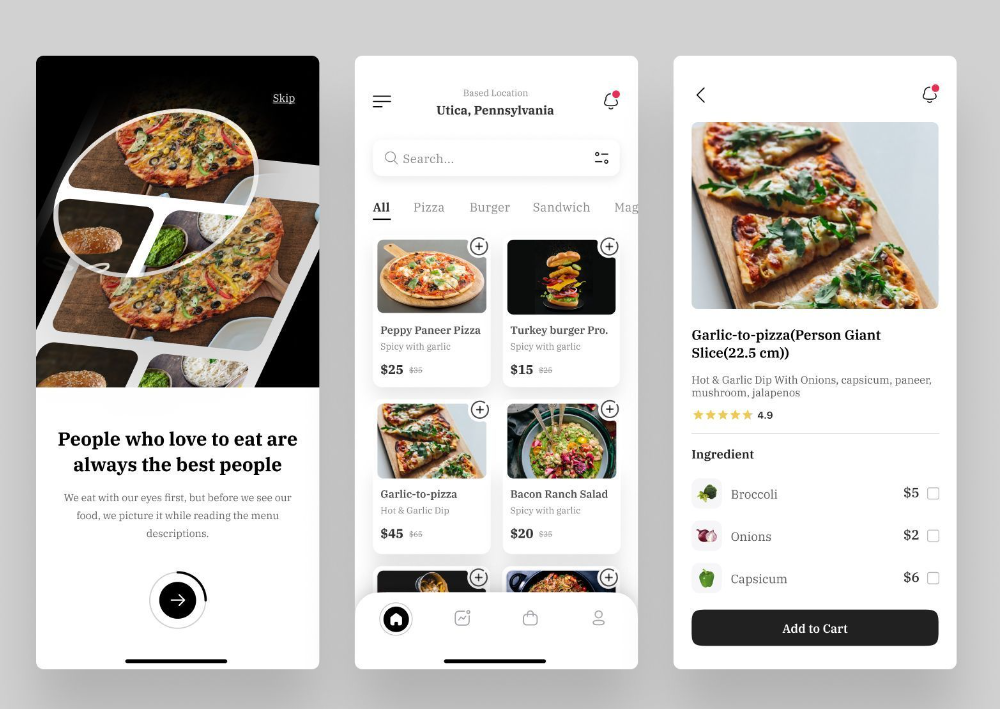 Skip
People who love to eat are
always the best people
We eat with our eyes first, but before we see our
food, we picture it while reading the menu
descriptions.
Based Location
Utica, Pennsylvania
Search...
All Pizza Burger Sandwich Mag
Peppy Paneer Pizza
Spicy with garlic
$25 $35
Turkey burger Pro.
Spicy with garlic
$15 $25
Garlic-to-pizza
Hot & Garlic Dip
$45 $65
Bacon Ranch Salad
Spicy with garlic
$20 $35
Garlic-to-pizza(Person Giant
Slice(22.5 cm))
Hot & Garlic Dip With Onions, capsicum, paneer,
mushroom, jalapenos
4.9
Ingredient
Broccoli $5
Onions $2
Capsicum $6
Add to Cart